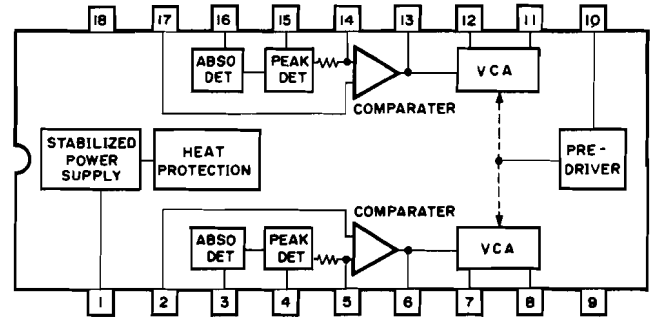 18 17 16 15 14 13 12 11 10
ABSO
DET
PEAK
DET
VCA
COMPARATER
STABILIZED
POWER
SUPPLY
HEAT
PROTECTION
PRE-
DRIVER
COMPARATER
ABSO
DET
PEAK
DET
VCA
1 2 3 4 5 6 7 8 9